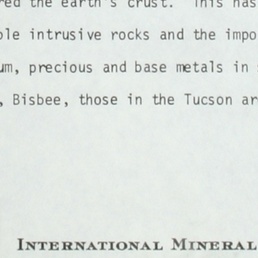 red the earth's crust. This has
ole intrusive rocks and the impo
um, precious and base metals in
, Bisbee, those in the Tucson ar
INTERNATIONAL MINERAL